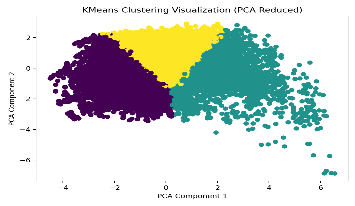 KMeans Clustering Visualization (PCA Reduced)
PCA Component 2
2
0
−2
−4
−6
−4 −2 0 2 4 6
PCA Component 1